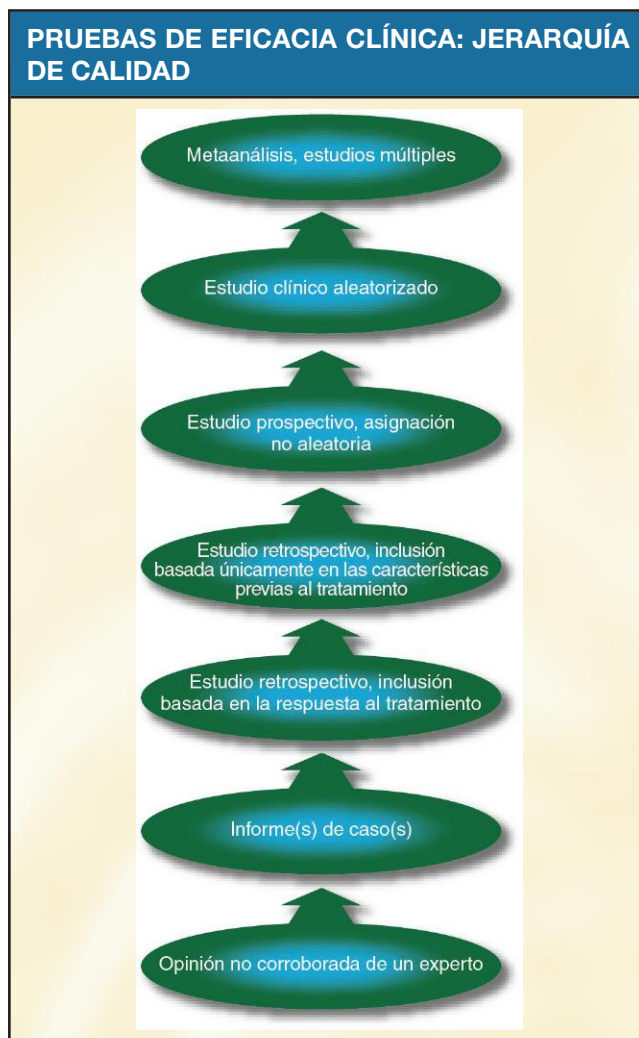 PRUEBAS DE EFICACIA CLÍNICA: JERARQUÍA
DE CALIDAD
Metaanálisis, estudios múltiples
Estudio clínico aleatorizado
Estudio prospectivo, asignación
no aleatoria
Estudio retrospectivo, inclusión
basada únicamente en las características
previas al tratamiento
Estudio retrospectivo, inclusión
basada en la respuesta al tratamiento
Informe(s) de caso(s)
Opinión no corroborada de un experto